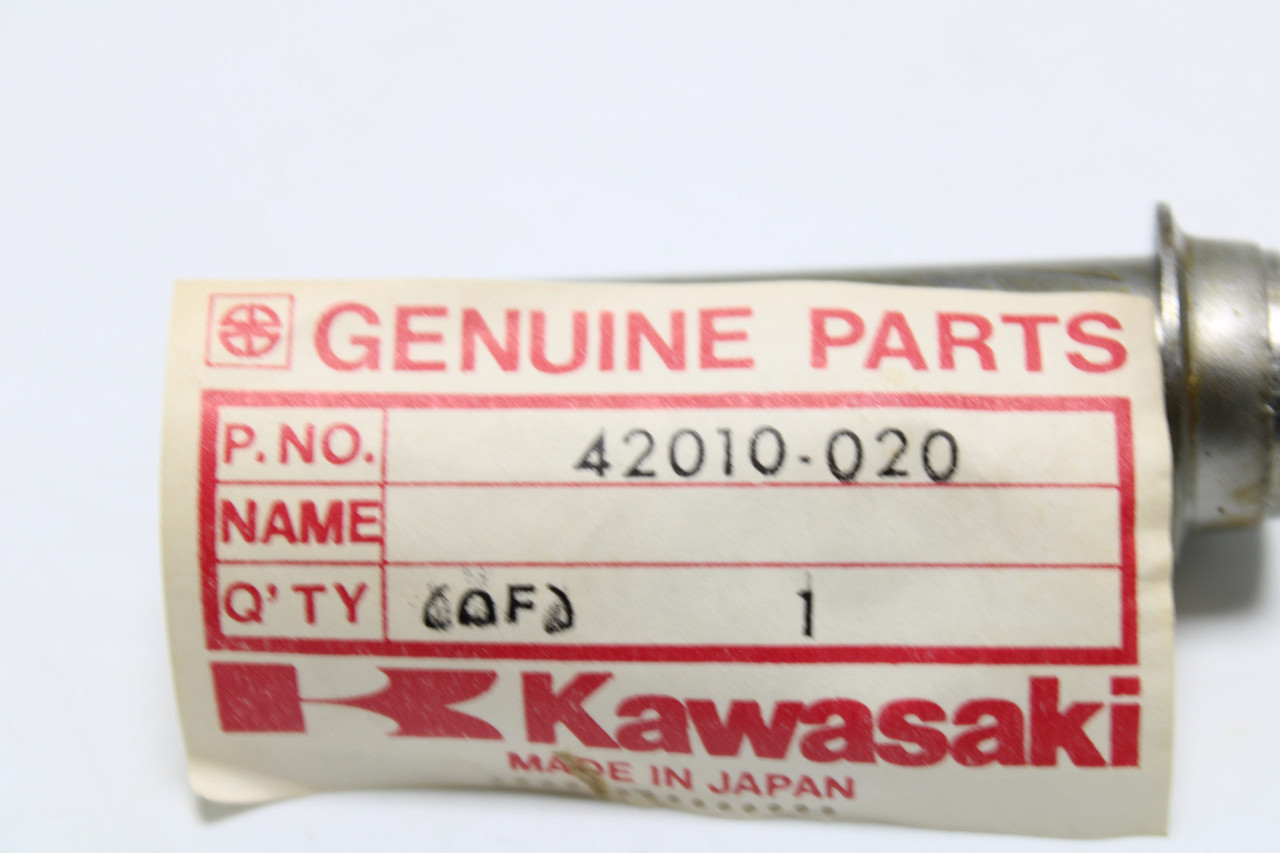 GENUINE PARTS
P.NO. 42010-020
NAME
Q'TY 1
Kawasaki
MADE IN JAPAN